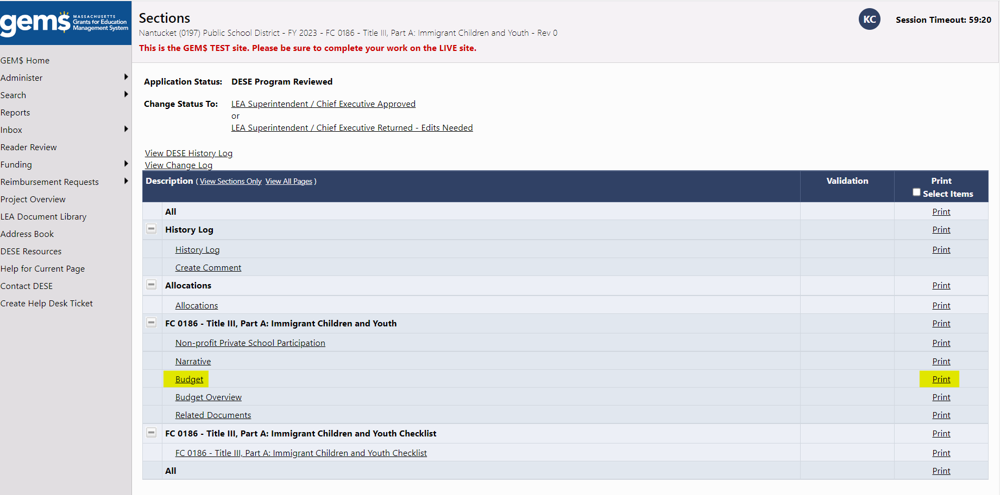 gem$ MASSACHUSETTS
Grants for Education
Management System
Sections
Nantucket (0197) Public School District - FY 2023 - FC 0186 - Title III, Part A: Immigrant Children and Youth - Rev 0
This is the GEM$ TEST site. Please be sure to complete your work on the LIVE site.
KC
Session Timeout: 59:20
GEM$ Home
Administer
Search
Reports
Inbox
Reader Review
Funding
Reimbursement Requests
Project Overview
LEA Document Library
Address Book
DESE Resources
Help for Current Page
Contact DESE
Create Help Desk Ticket
Application Status: DESE Program Reviewed
Change Status To: LEA Superintendent / Chief Executive Approved
or
LEA Superintendent / Chief Executive Returned - Edits Needed
View DESE History Log
View Change Log
Description ( View Sections Only View All Pages ) Validation Print
Select Items
All Print
History Log Print
History Log Print
Create Comment
Allocations Print
Allocations Print
FC 0186 - Title III, Part A: Immigrant Children and Youth Print
Non-profit Private School Participation Print
Narrative Print
Budget Print
Budget Overview Print
Related Documents Print
FC 0186 - Title III, Part A: Immigrant Children and Youth Checklist Print
FC 0186 - Title III, Part A: Immigrant Children and Youth Checklist Print
All Print